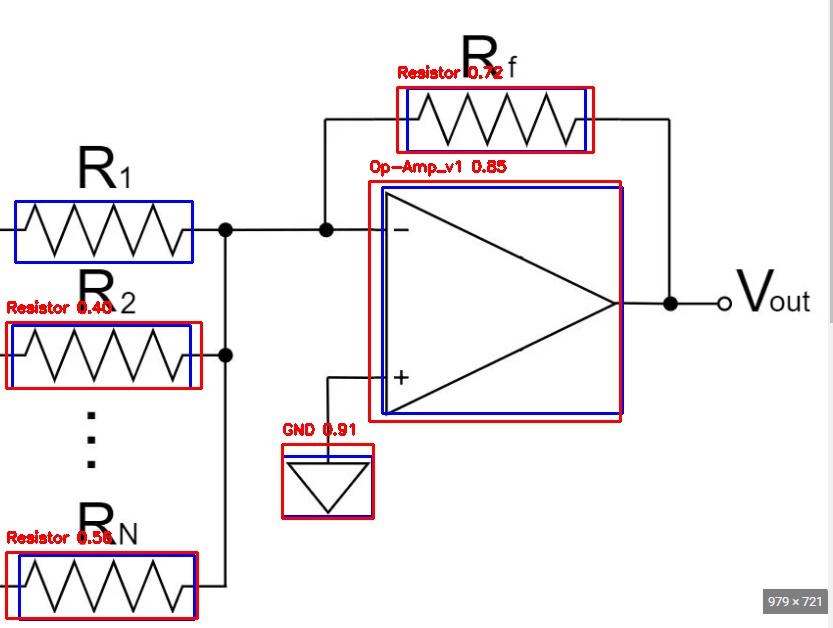 Rf
Resistor 0.72
Op-Amp_v1 0.85
R1
−
R2
Resistor 0.40
Vout
+
GND 0.91
RN
Resistor 0.56
979 × 721